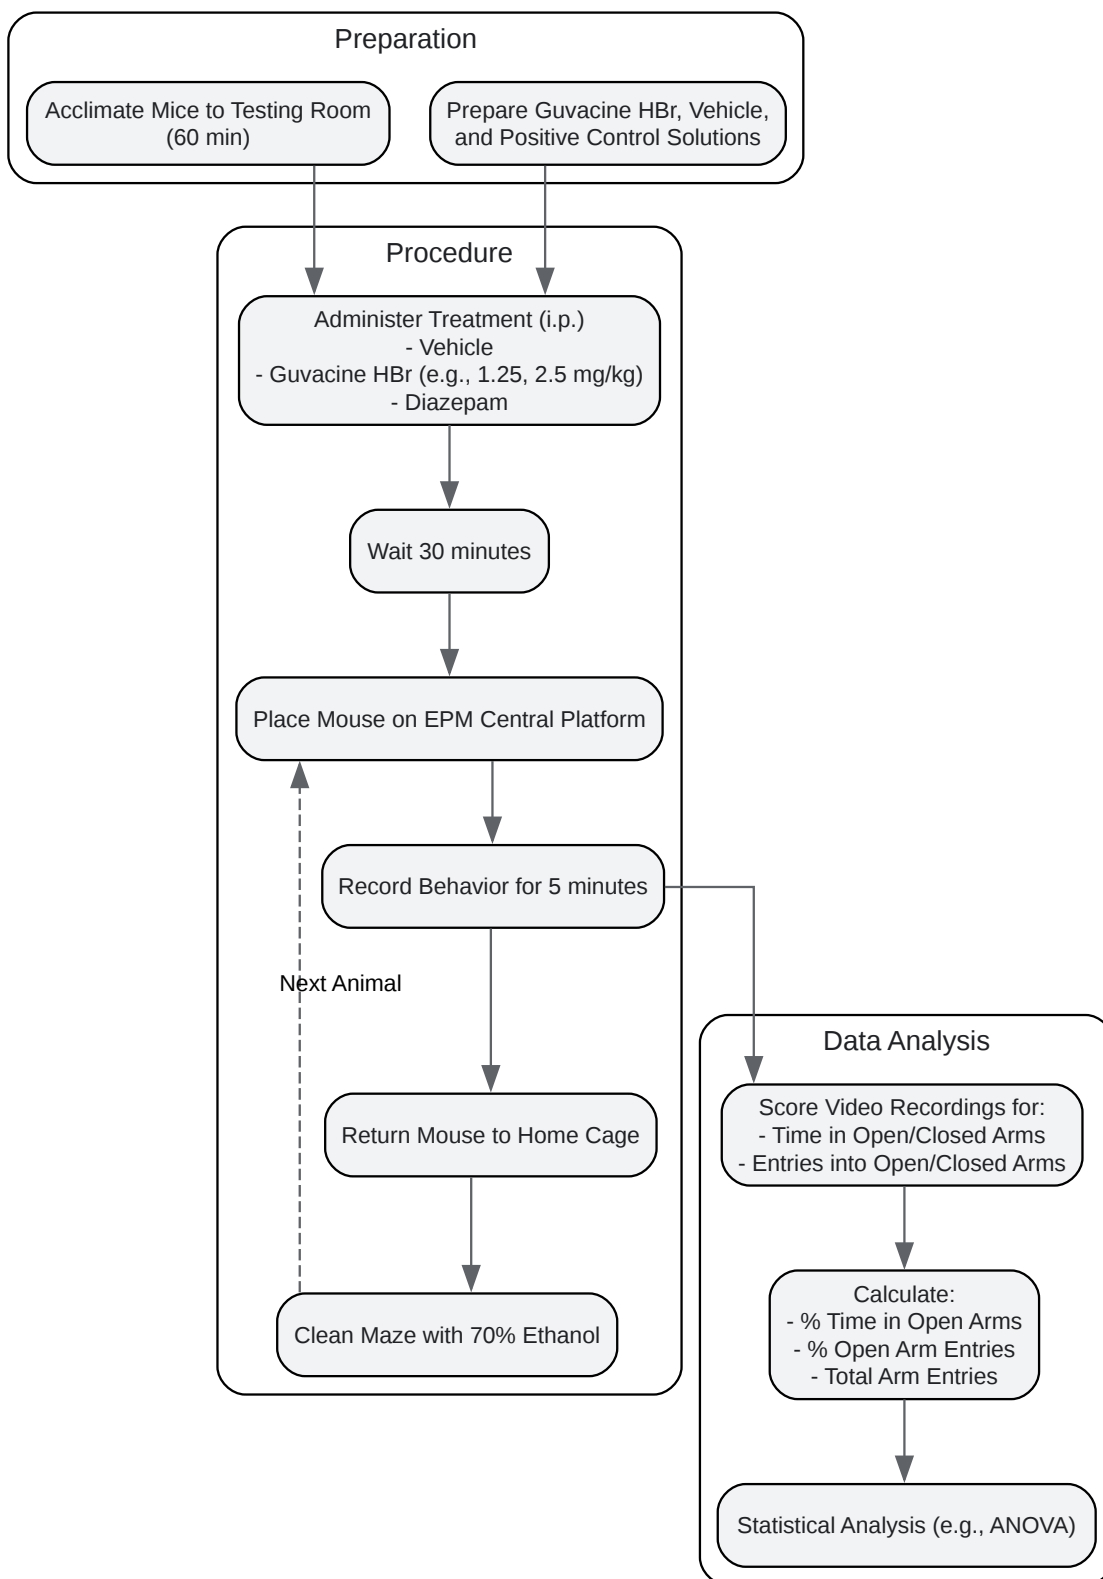 Preparation
Acclimate Mice to Testing Room
(60 min)
Prepare Guvacine HBr, Vehicle,
and Positive Control Solutions
Procedure
Administer Treatment (i.p.)
- Vehicle
- Guvacine HBr (e.g., 1.25, 2.5 mg/kg)
- Diazepam
Wait 30 minutes
Place Mouse on EPM Central Platform
Record Behavior for 5 minutes
Next Animal
Return Mouse to Home Cage
Clean Maze with 70% Ethanol
Data Analysis
Score Video Recordings for:
- Time in Open/Closed Arms
- Entries into Open/Closed Arms
Calculate:
- % Time in Open Arms
- % Open Arm Entries
- Total Arm Entries
Statistical Analysis (e.g., ANOVA)